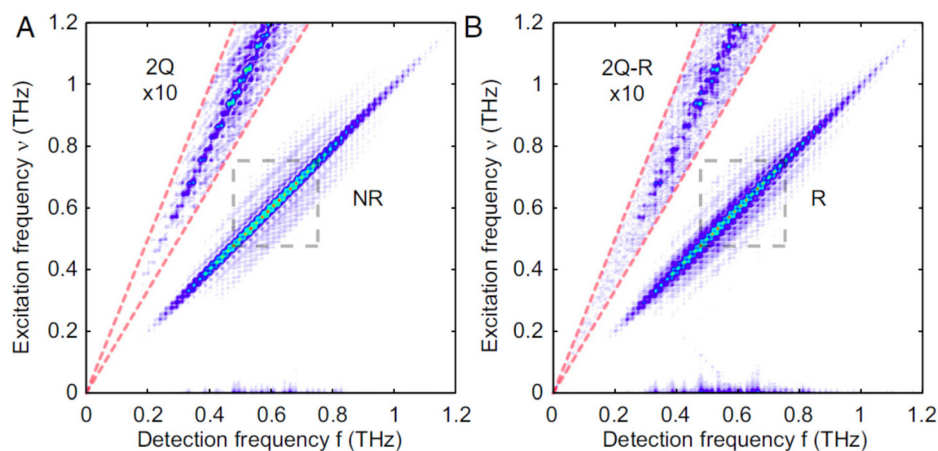 A
2Q
x10
NR
Excitation frequency ν (THz)
1.2
1
0.8
0.6
0.4
0.2
0
0 0.2 0.4 0.6 0.8 1 1.2
Detection frequency f (THz)
B
2Q-R
x10
R
Excitation frequency ν (THz)
1.2
1
0.8
0.6
0.4
0.2
0
0 0.2 0.4 0.6 0.8 1 1.2
Detection frequency f (THz)